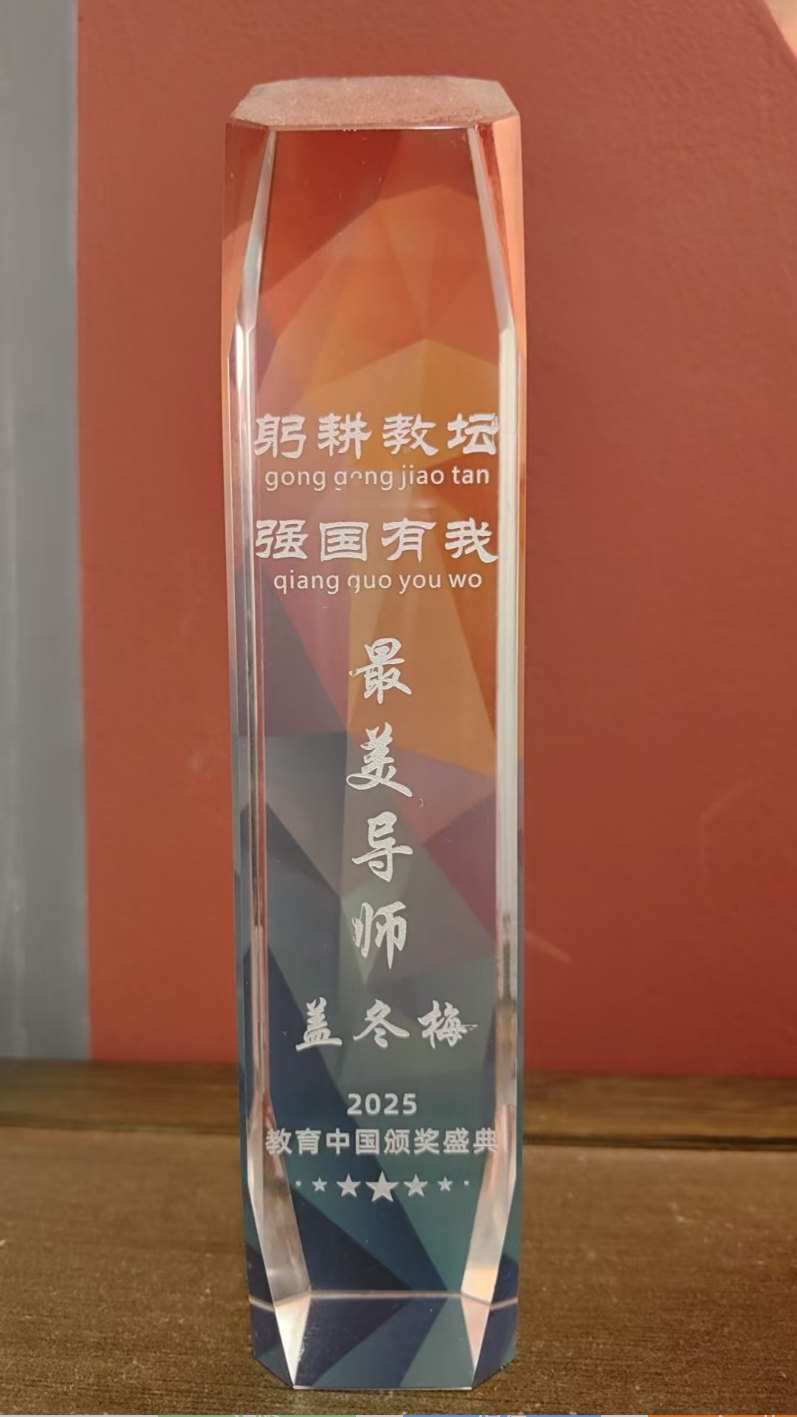 躬耕教坛
gong geng jiao tan
强国有我
qiang guo you wo
最美导师
盖冬梅
2025
教育中国颁奖盛典